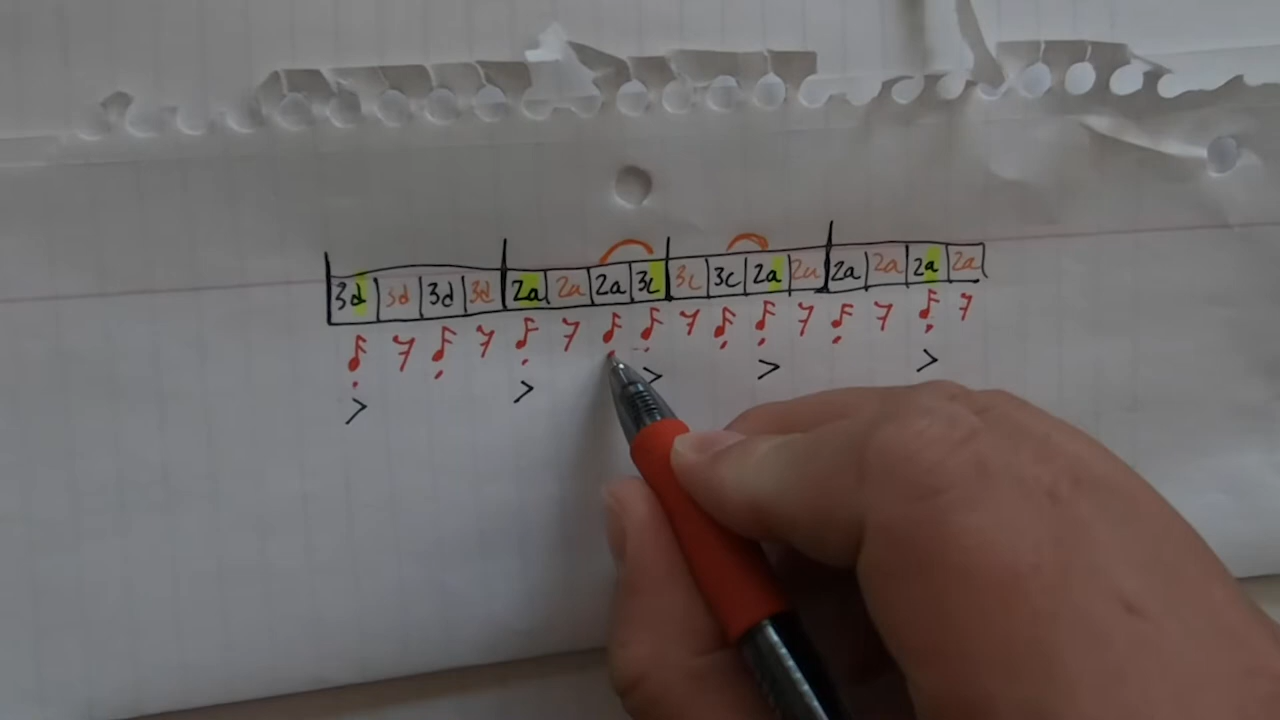 3d 3d 3d 3d 2a 2a 2a 3c 3c 3c 2a 2a 2a 2a 2a 2a
> > > > >